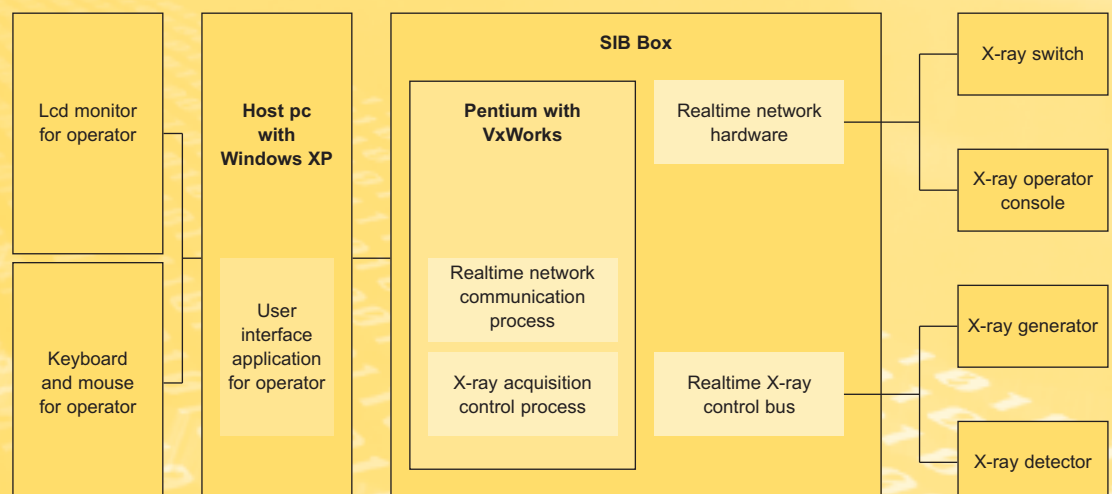 Lcd monitor
for operator
Keyboard
and mouse
for operator
Host pc
with
Windows XP
User
interface
application
for operator
SIB Box
Pentium with
VxWorks
Realtime network
communication
process
X-ray acquisition
control process
Realtime network
hardware
Realtime X-ray
control bus
X-ray switch
X-ray operator
console
X-ray generator
X-ray detector